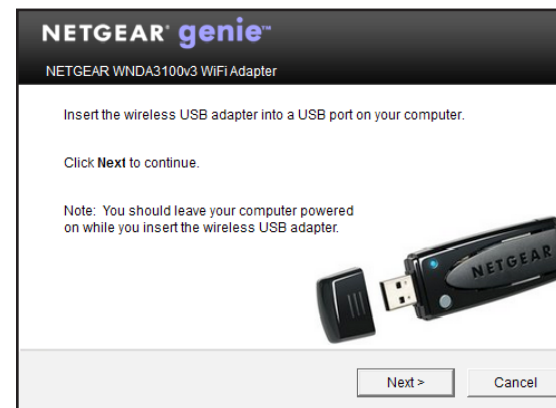 NETGEAR® genie™
NETGEAR WNDA3100v3 WiFi Adapter
Insert the wireless USB adapter into a USB port on your computer.
Click Next to continue.
Note: You should leave your computer powered
on while you insert the wireless USB adapter.
NETGEAR
Next >
Cancel